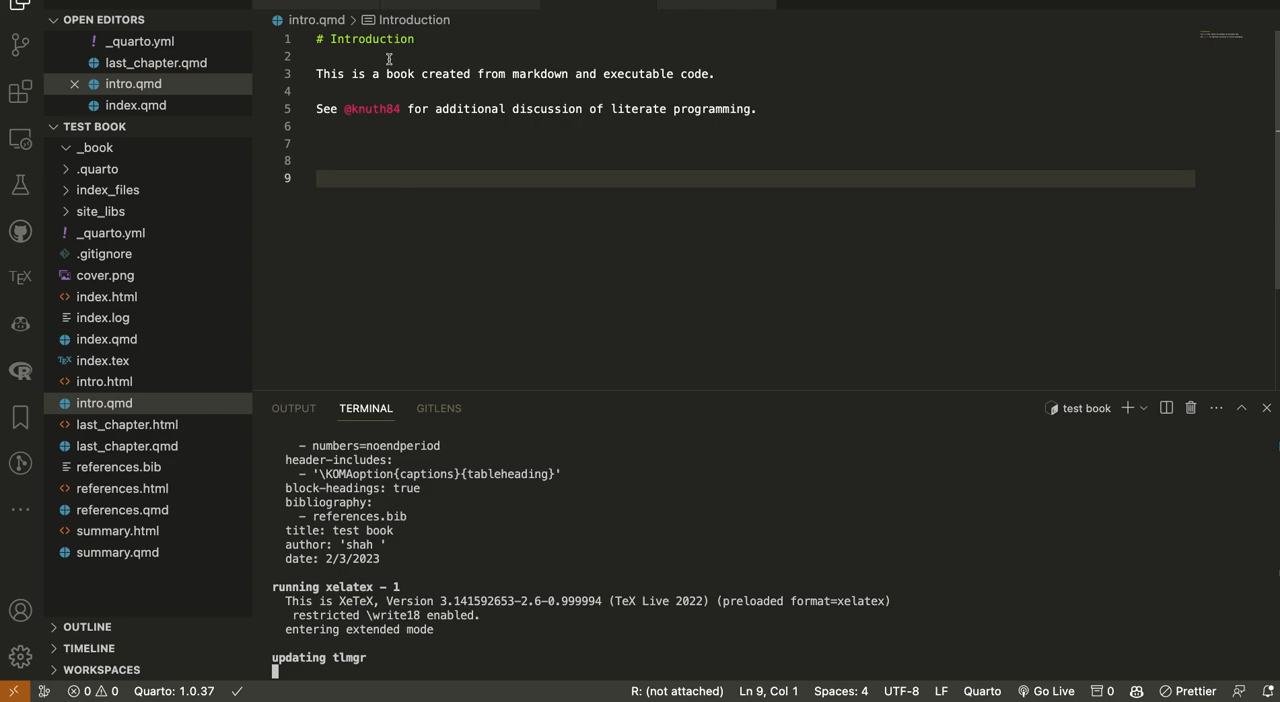 OPEN EDITORS
_quarto.yml
last_chapter.qmd
intro.qmd
index.qmd
TEST BOOK
_book
.quarto
index_files
site_libs
_quarto.yml
.gitignore
cover.png
index.html
index.log
index.qmd
index.tex
intro.html
intro.qmd
last_chapter.html
last_chapter.qmd
references.bib
references.html
references.qmd
summary.html
summary.qmd
OUTLINE
TIMELINE
WORKSPACES
TEX
intro.qmd > Introduction
1 # Introduction
2
3 This is a book created from markdown and executable code.
4
5 See @knuth84 for additional discussion of literate programming.
6
7
8
9
OUTPUT TERMINAL GITLENS test book
- numbers=noendperiod
header-includes:
- '\KOMAoption{captions}{tableheading}'
block-headings: true
bibliography:
- references.bib
title: test book
author: 'shah '
date: 2/3/2023
running xelatex - 1
This is XeTeX, Version 3.141592653-2.6-0.999994 (TeX Live 2022) (preloaded format=xelatex)
restricted \write18 enabled.
entering extended mode
updating tlmgr
0 0 Quarto: 1.0.37 R: (not attached) Ln 9, Col 1 Spaces: 4 UTF-8 LF Quarto Go Live 0 Prettier